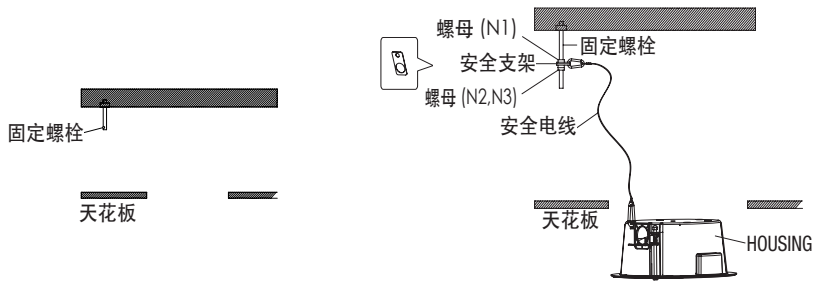 固定螺栓
天花板
螺母 (N1)
固定螺栓
安全支架
螺母 (N2,N3)
安全电线
天花板
HOUSING